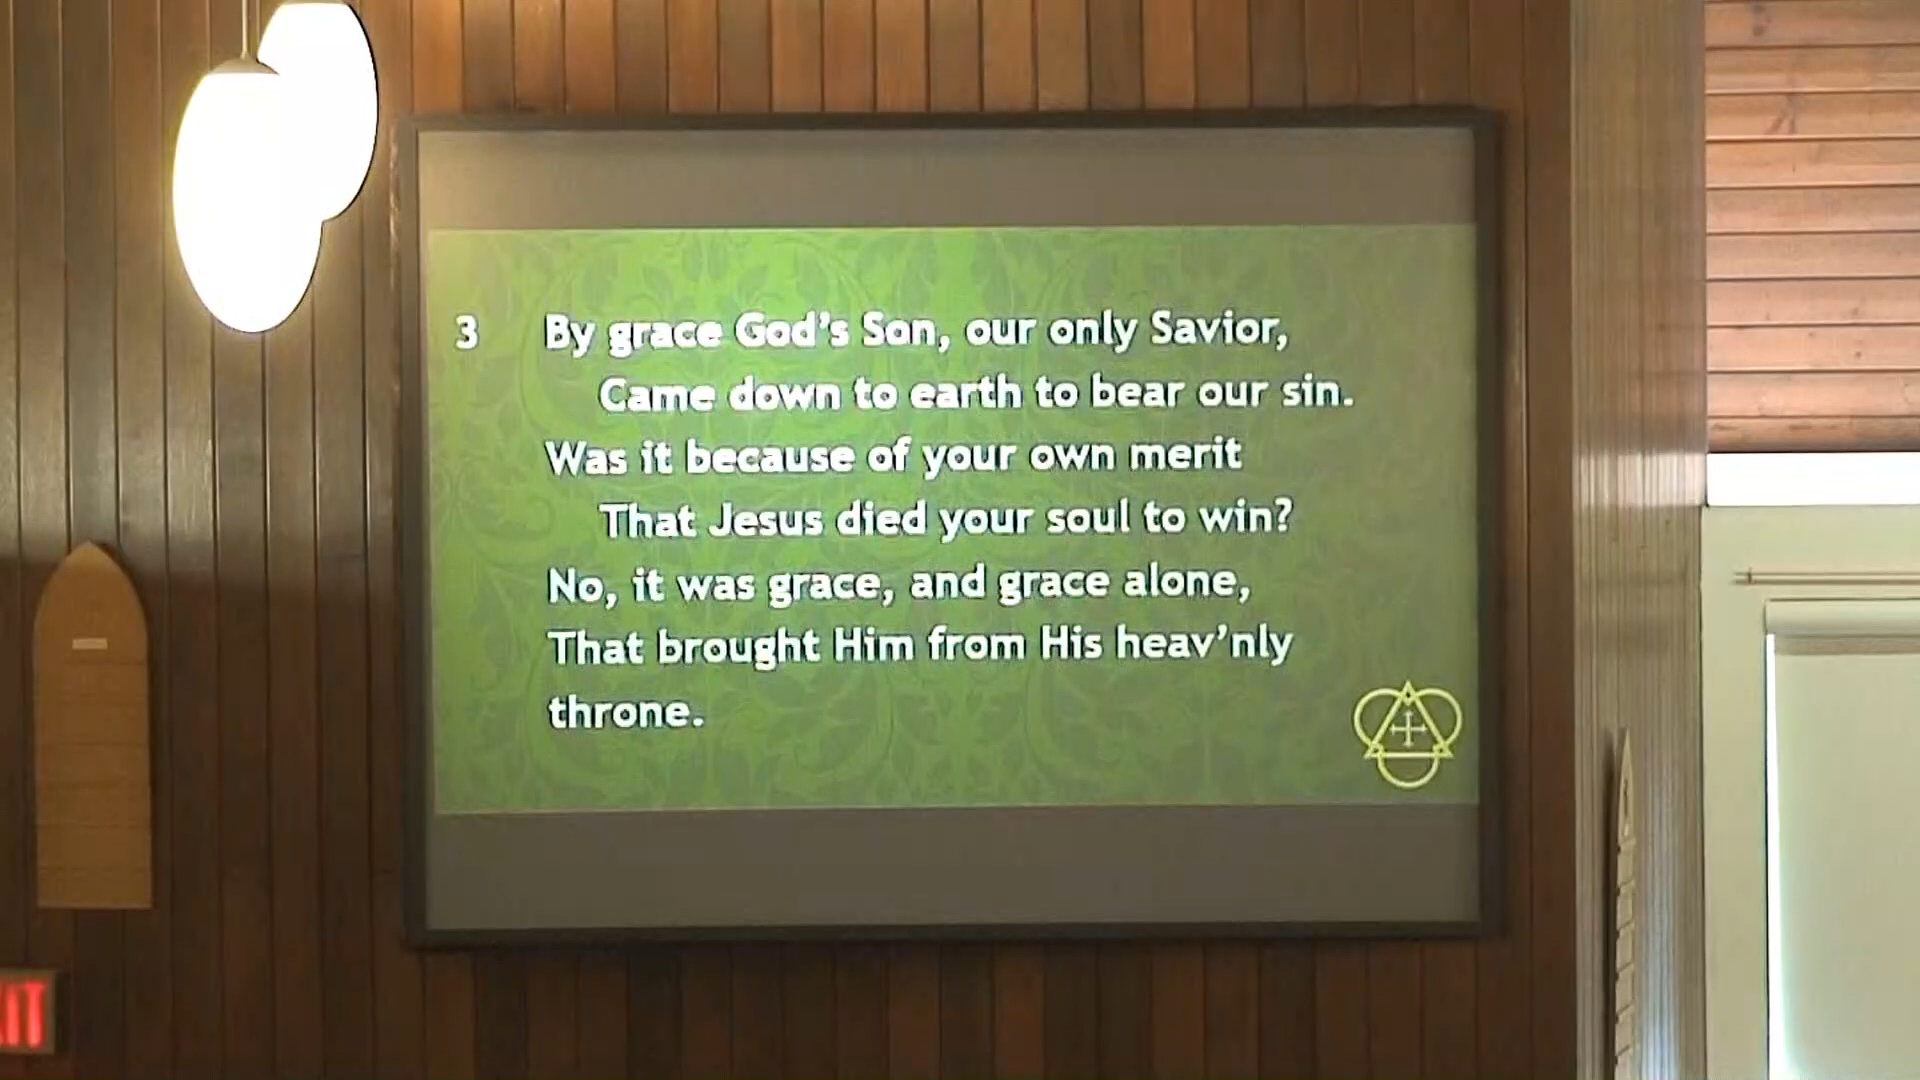 3 By grace God's Son, our only Savior,
Came down to earth to bear our sin.
Was it because of your own merit
That Jesus died your soul to win?
No, it was grace, and grace alone,
That brought Him from His heav'nly
throne.
XIT